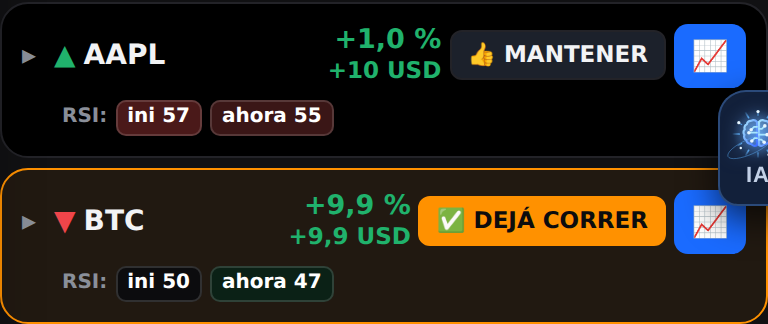 ▶ ▲ AAPL +1,0 % +10 USD 👍 MANTENER 📈
RSI: ini 57 ahora 55
IA
▶ ▼ BTC +9,9 % +9,9 USD ✅ DEJÁ CORRER 📈
RSI: ini 50 ahora 47